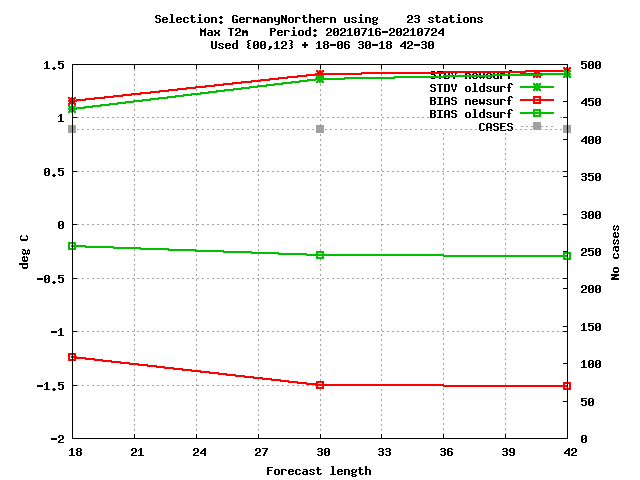 Selection: GermanyNorthern using    23 stations
Max T2m   Period: 20210716-20210724
Used {00,12} + 18-06 30-18 42-30
STDV newsurf
STDV oldsurf
BIAS newsurf
BIAS oldsurf
CASES
1.5
1
0.5
0
-0.5
-1
-1.5
-2
deg C
500
450
400
350
300
250
200
150
100
50
0
No cases
18 21 24 27 30 33 36 39 42
Forecast length